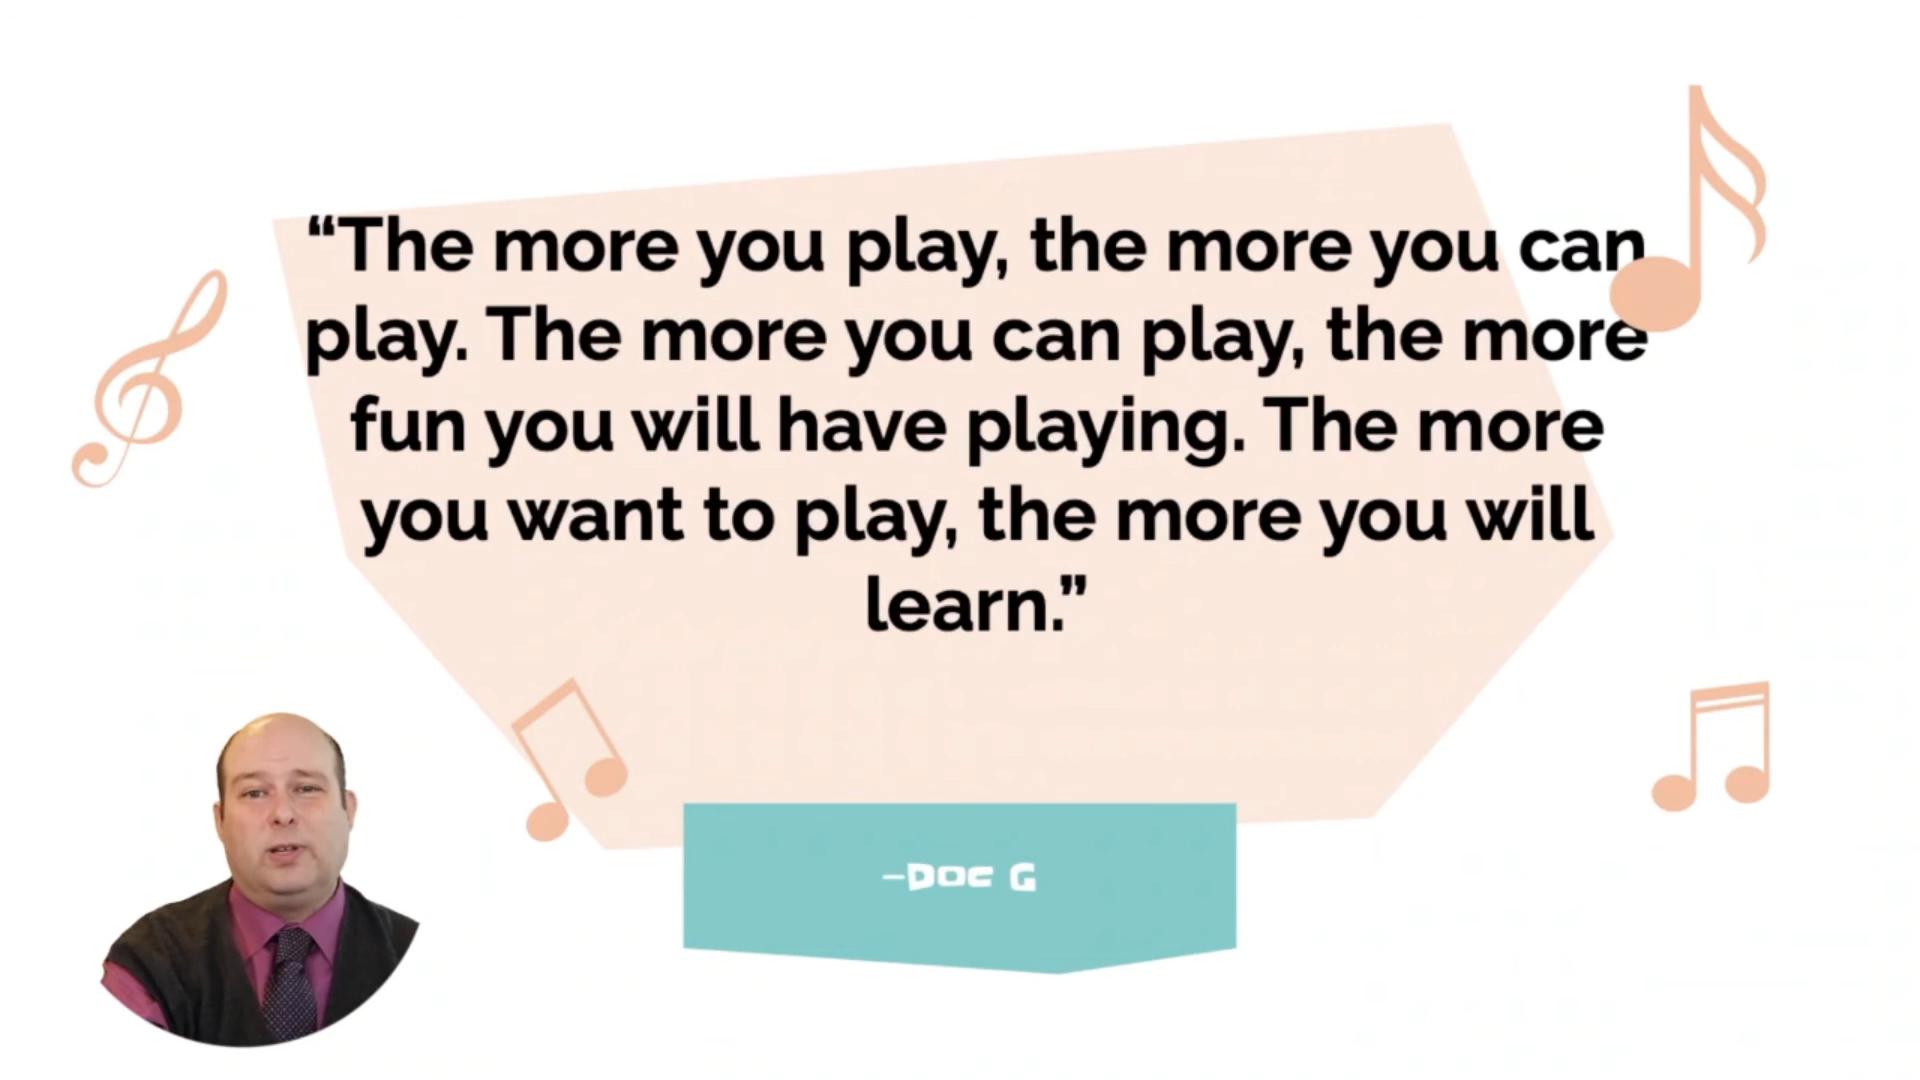 “The more you play, the more you can
play. The more you can play, the more
fun you will have playing. The more
you want to play, the more you will
learn.”
–DOC G